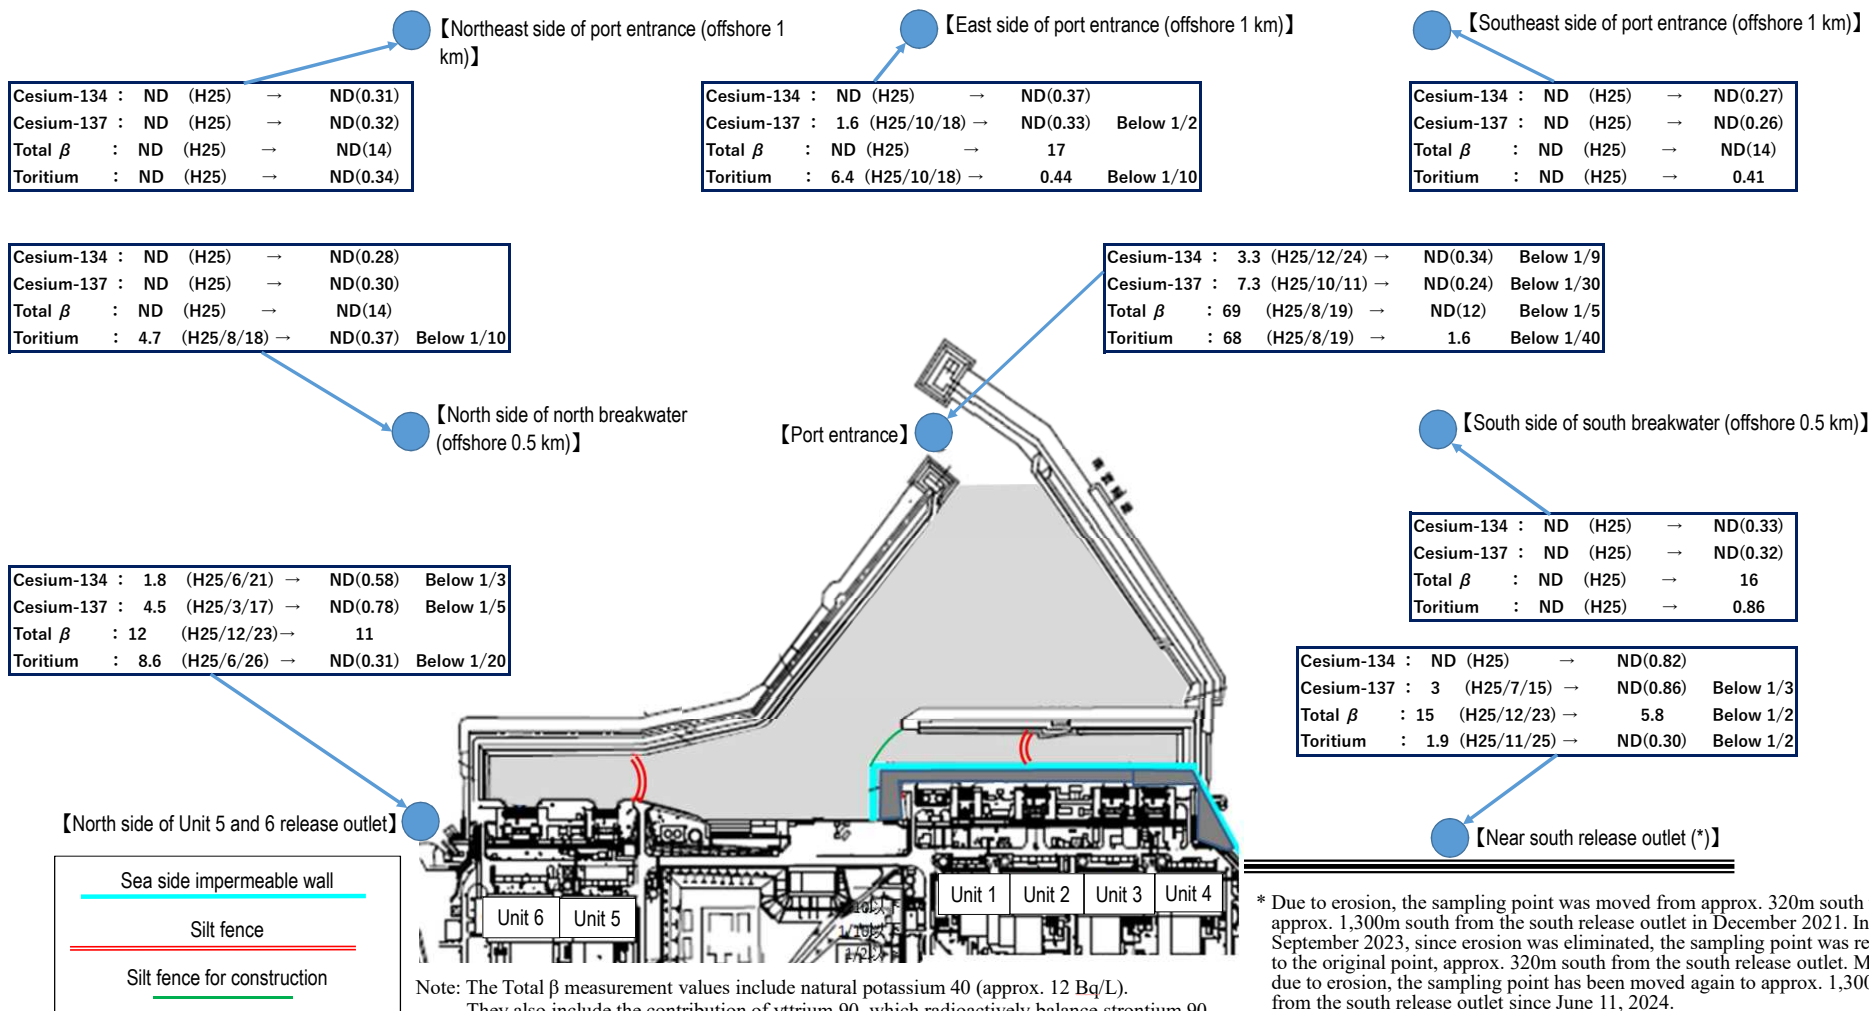 【Northeast side of port entrance (offshore 1
km)】
Cesium-134 : ND (H25) → ND(0.31)
Cesium-137 : ND (H25) → ND(0.32)
Total β : ND (H25) → ND(14)
Toritium : ND (H25) → ND(0.34)
【East side of port entrance (offshore 1 km)】
Cesium-134 : ND (H25) → ND(0.37)
Cesium-137 : 1.6 (H25/10/18) → ND(0.33) Below 1/2
Total β : ND (H25) → 17
Toritium : 6.4 (H25/10/18) → 0.44 Below 1/10
【Southeast side of port entrance (offshore 1 km)】
Cesium-134 : ND (H25) → ND(0.27)
Cesium-137 : ND (H25) → ND(0.26)
Total β : ND (H25) → ND(14)
Toritium : ND (H25) → 0.41
Cesium-134 : ND (H25) → ND(0.28)
Cesium-137 : ND (H25) → ND(0.30)
Total β : ND (H25) → ND(14)
Toritium : 4.7 (H25/8/18) → ND(0.37) Below 1/10
【North side of north breakwater
(offshore 0.5 km)】
Cesium-134 : 3.3 (H25/12/24) → ND(0.34) Below 1/9
Cesium-137 : 7.3 (H25/10/11) → ND(0.24) Below 1/30
Total β : 69 (H25/8/19) → ND(12) Below 1/5
Toritium : 68 (H25/8/19) → 1.6 Below 1/40
【Port entrance】
【South side of south breakwater (offshore 0.5 km)】
Cesium-134 : ND (H25) → ND(0.33)
Cesium-137 : ND (H25) → ND(0.32)
Total β : ND (H25) → 16
Toritium : ND (H25) → 0.86
Cesium-134 : 1.8 (H25/6/21) → ND(0.58) Below 1/3
Cesium-137 : 4.5 (H25/3/17) → ND(0.78) Below 1/5
Total β : 12 (H25/12/23)→ 11
Toritium : 8.6 (H25/6/26) → ND(0.31) Below 1/20
【North side of Unit 5 and 6 release outlet】
Cesium-134 : ND (H25) → ND(0.82)
Cesium-137 : 3 (H25/7/15) → ND(0.86) Below 1/3
Total β : 15 (H25/12/23) → 5.8 Below 1/2
Toritium : 1.9 (H25/11/25) → ND(0.30) Below 1/2
【Near south release outlet (*)】
Sea side impermeable wall
Silt fence
Silt fence for construction
Unit 6
Unit 5
Unit 1
Unit 2
Unit 3
Unit 4
* Due to erosion, the sampling point was moved from approx. 320m south
approx. 1,300m south from the south release outlet in December 2021. In
September 2023, since erosion was eliminated, the sampling point was re
to the original point, approx. 320m south from the south release outlet. M
due to erosion, the sampling point has been moved again to approx. 1,300
from the south release outlet since June 11, 2024.
Note: The Total β measurement values include natural potassium 40 (approx. 12 Bq/L).
They also include the contribution of yttrium 90, which radioactively balance strontium 90.